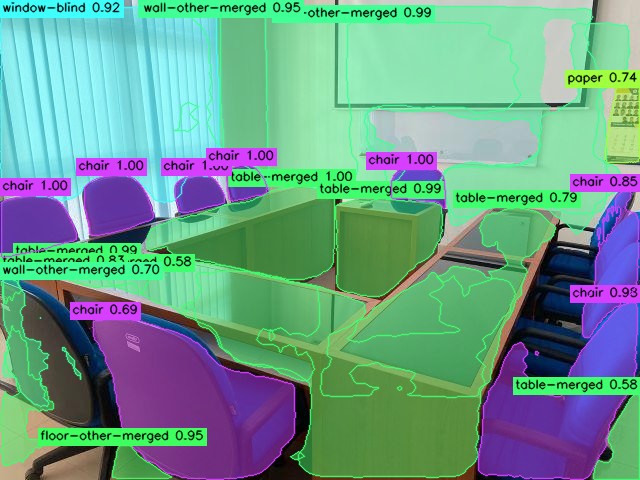 window-blind 0.92
wall-other-merged 0.95
-other-merged 0.99
paper 0.74
chair 1.00
chair 1.00
chair 1.00
chair 1.00
chair 1.00
table-merged 1.00
table-merged 0.99
chair 0.85
table-merged 0.79
table-merged 0.99
table-merged 0.83
rged 0.58
wall-other-merged 0.70
chair 0.98
chair 0.69
table-merged 0.58
floor-other-merged 0.95